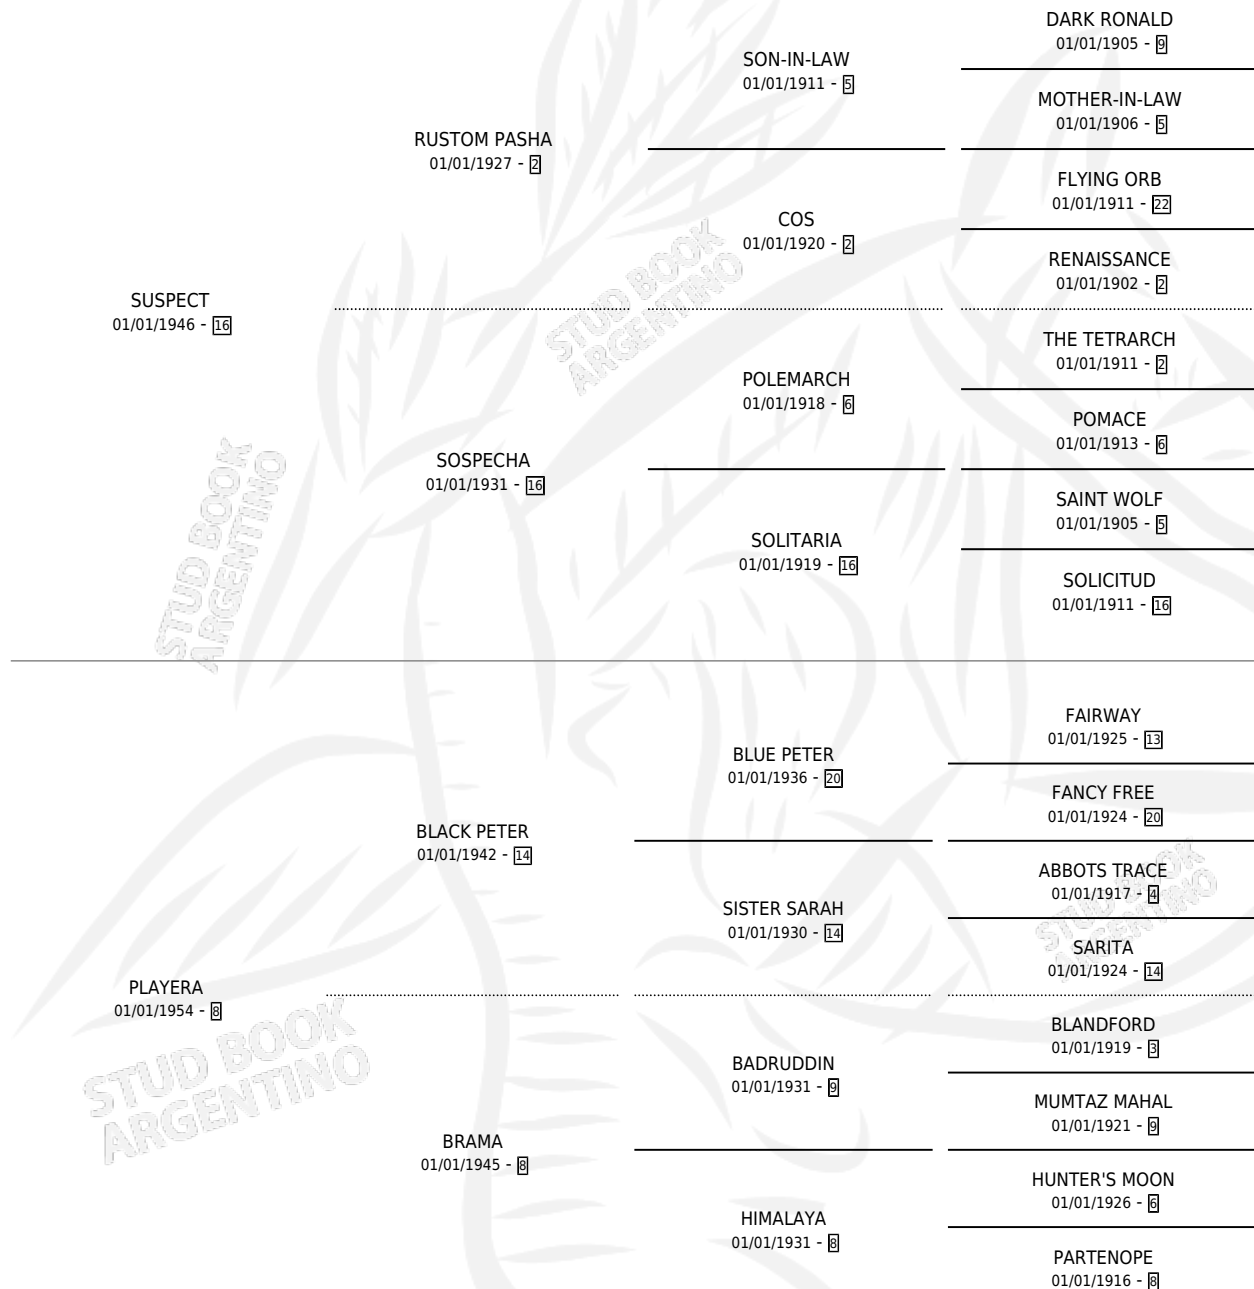 DARK RONALD
01/01/1905 - 9
SON-IN-LAW
01/01/1911 - 5
MOTHER-IN-LAW
01/01/1906 - 5
RUSTOM PASHA
01/01/1927 - 2
FLYING ORB
01/01/1911 - 22
COS
01/01/1920 - 2
RENAISSANCE
01/01/1902 - 2
SUSPECT
01/01/1946 - 16
THE TETRARCH
01/01/1911 - 2
POLEMARCH
01/01/1918 - 6
POMACE
01/01/1913 - 6
SOSPECHA
01/01/1931 - 16
SAINT WOLF
01/01/1905 - 5
SOLITARIA
01/01/1919 - 16
SOLICITUD
01/01/1911 - 16
FAIRWAY
01/01/1925 - 13
BLUE PETER
01/01/1936 - 20
FANCY FREE
01/01/1924 - 20
BLACK PETER
01/01/1942 - 14
ABBOTS TRACE
01/01/1917 - 4
SISTER SARAH
01/01/1930 - 14
SARITA
01/01/1924 - 14
PLAYERA
01/01/1954 - 8
BLANDFORD
01/01/1919 - 3
BADRUDDIN
01/01/1931 - 9
MUMTAZ MAHAL
01/01/1921 - 9
BRAMA
01/01/1945 - 8
HUNTER'S MOON
01/01/1926 - 6
HIMALAYA
01/01/1931 - 8
PARTENOPE
01/01/1916 - 8
STUD BOOK
ARGENTINO
STUD BOOK
ARGENTINO
STUD BOOK
ARGENTINO
STUD BOOK
ARGENTINO